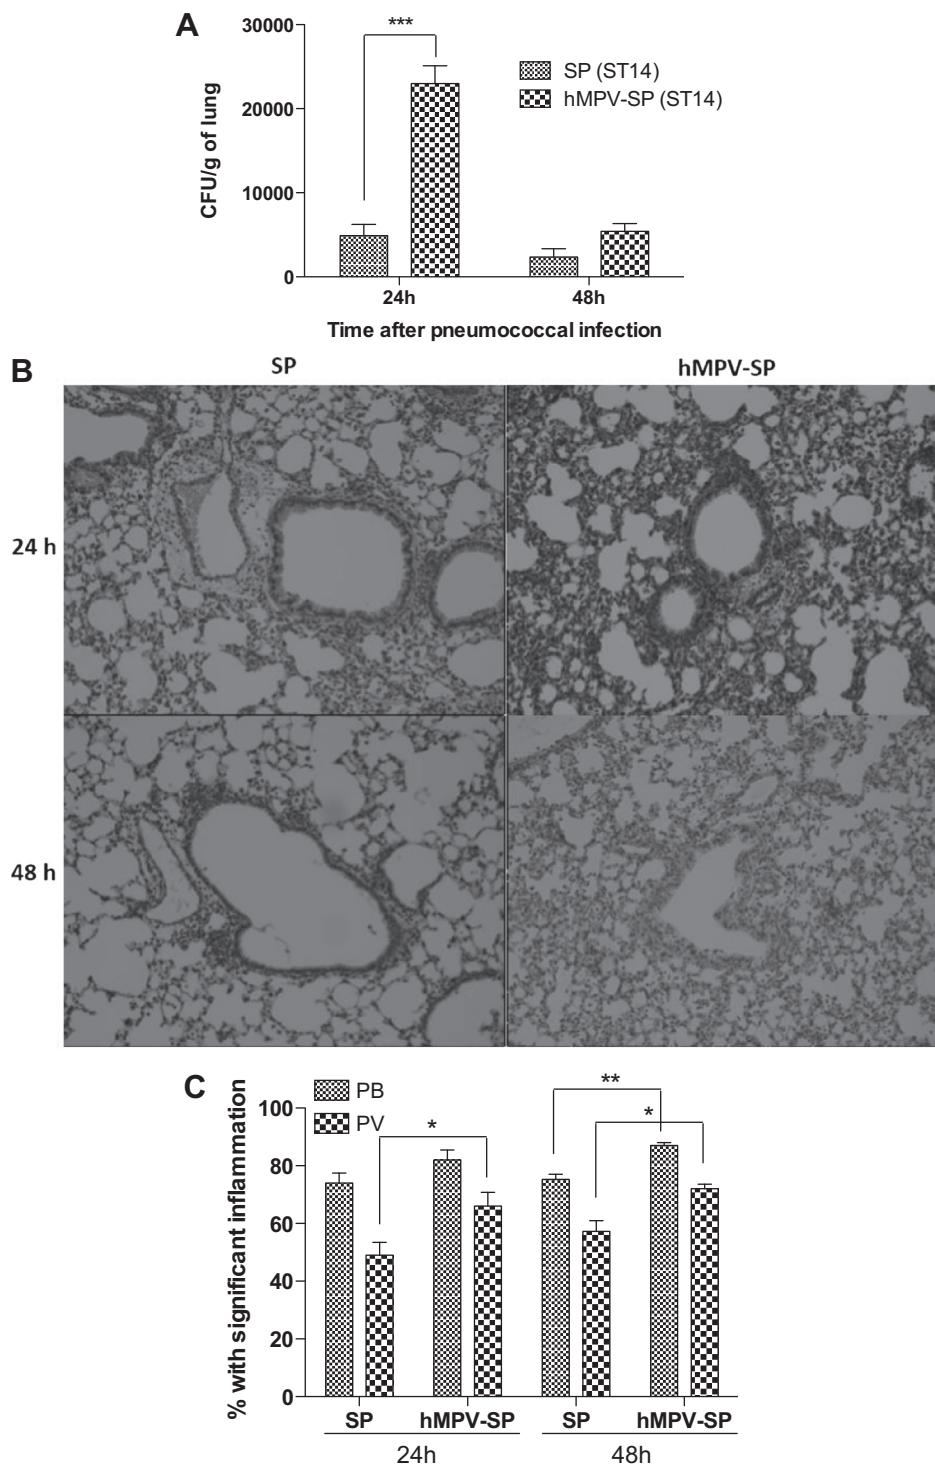 A
30000
20000
10000
0
CFU/g of lung
***
SP (ST14)
hMPV-SP (ST14)
24h
48h
Time after pneumococcal infection
B
SP
hMPV-SP
24 h
48 h
C
PB
PV
100
80
60
40
20
0
% with significant inflammation
*
**
*
SP
hMPV-SP
SP
hMPV-SP
24h
48h